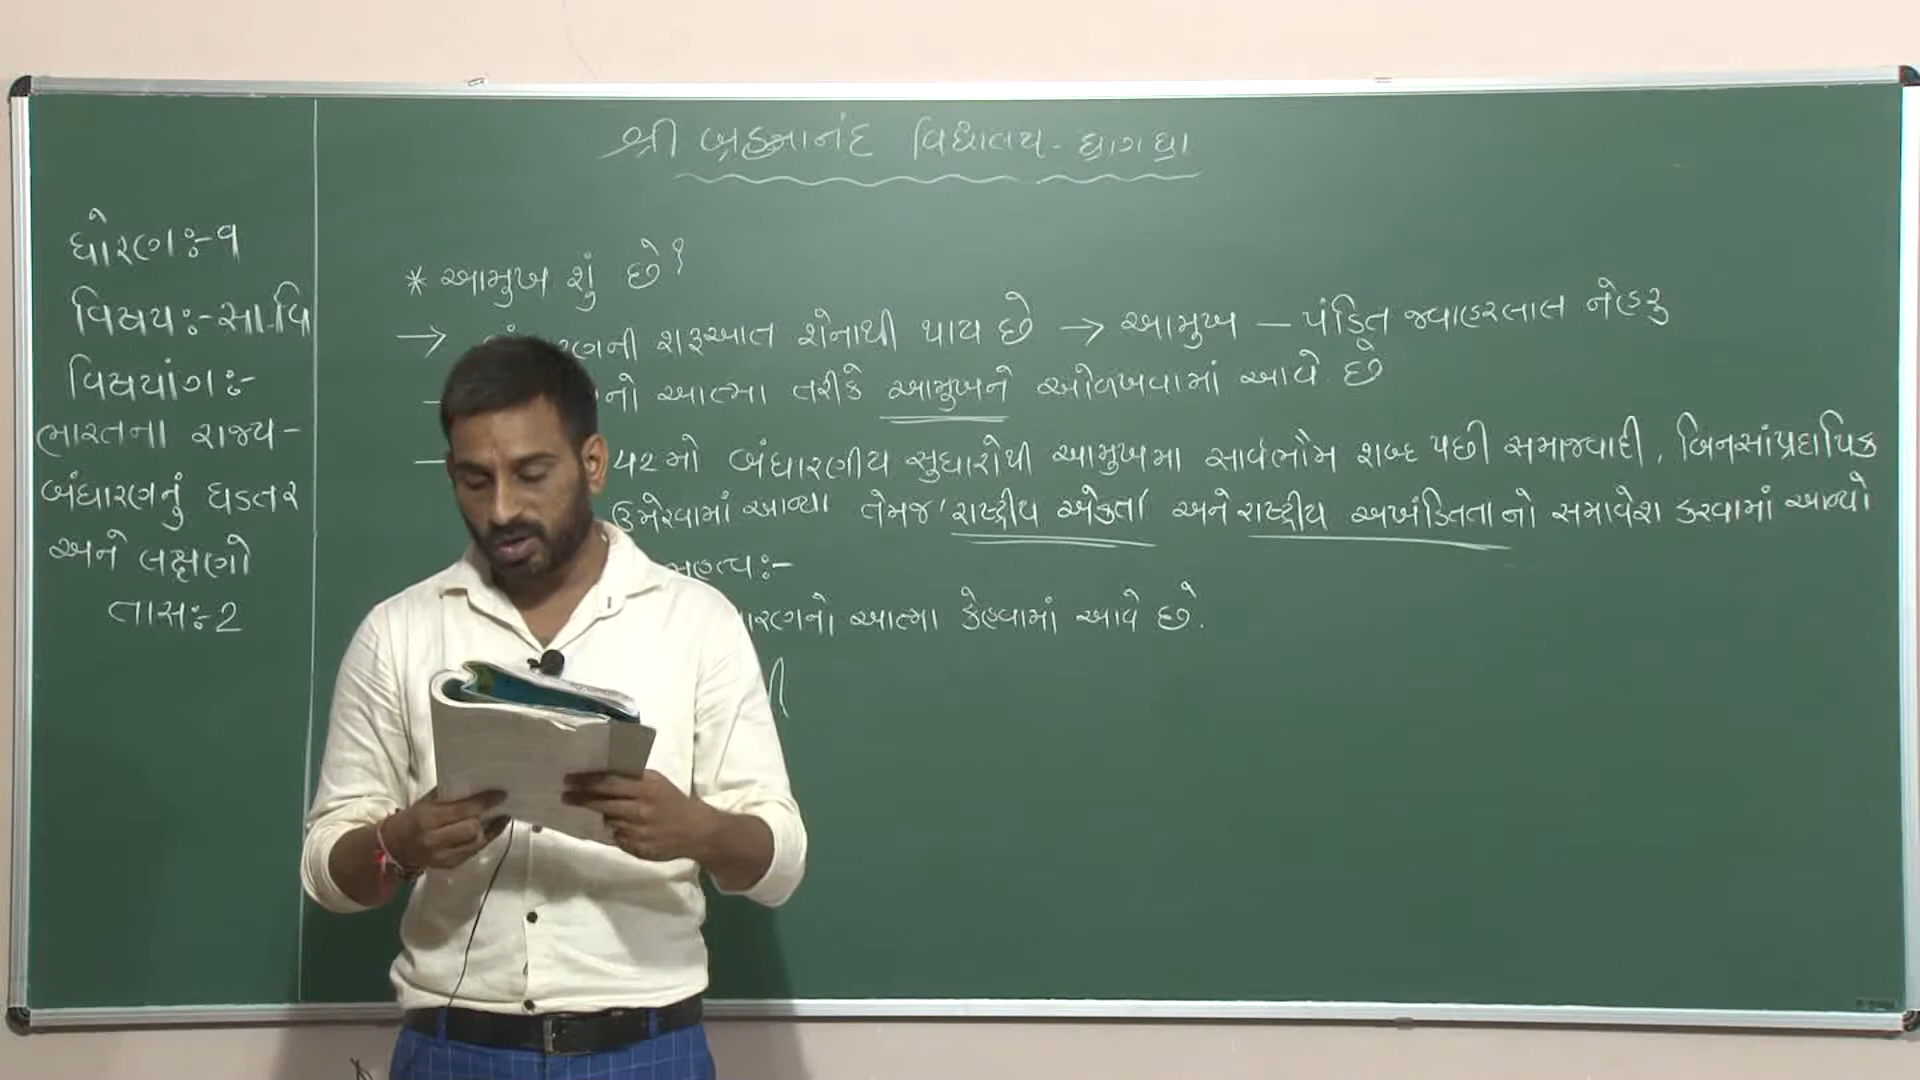 શ્રી બ્રહ્માનંદ વિદ્યાલય - ધ્રાગધ્રા
ધોરણ:-૯
વિષય:-સા.વિ
વિષયાંગ:-
ભારતના રાજ્ય-
બંધારણનું ઘડતર
અને લક્ષણો
તાસ:-2
* આમુખ શું છે?
→ રણની શરૂઆત શેનાથી થાય છે → આમુખ – પંડિત જવાહરલાલ નેહરુ
નો આત્મા તરીકે આમુખને ઓળખવામાં આવે છે
42મો બંધારણીય સુધારોથી આમુખમા સાર્વભૌમ શબ્દ પછી સમાજવાદી, બિનસાંપ્રદાયિક
ઉમેરવામાં આવ્યા તેમજ 'રાષ્ટ્રીય એકતા' અને રાષ્ટ્રીય અખંડિતતાનો સમાવેશ કરવામાં આવ્યો
મહત્વ:-
ારણનો આત્મા કેહવામાં આવે છે.